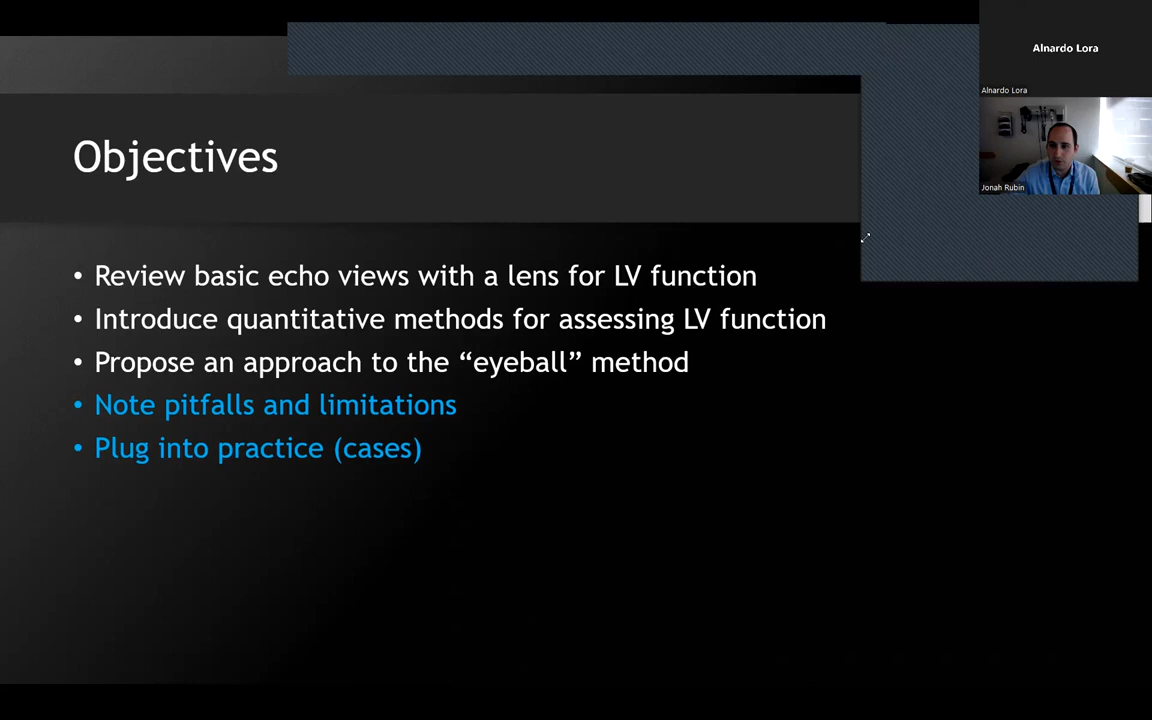 Alnardo Lora
Alnardo Lora
Jonah Rubin
Objectives
• Review basic echo views with a lens for LV function
• Introduce quantitative methods for assessing LV function
• Propose an approach to the “eyeball” method
• Note pitfalls and limitations
• Plug into practice (cases)